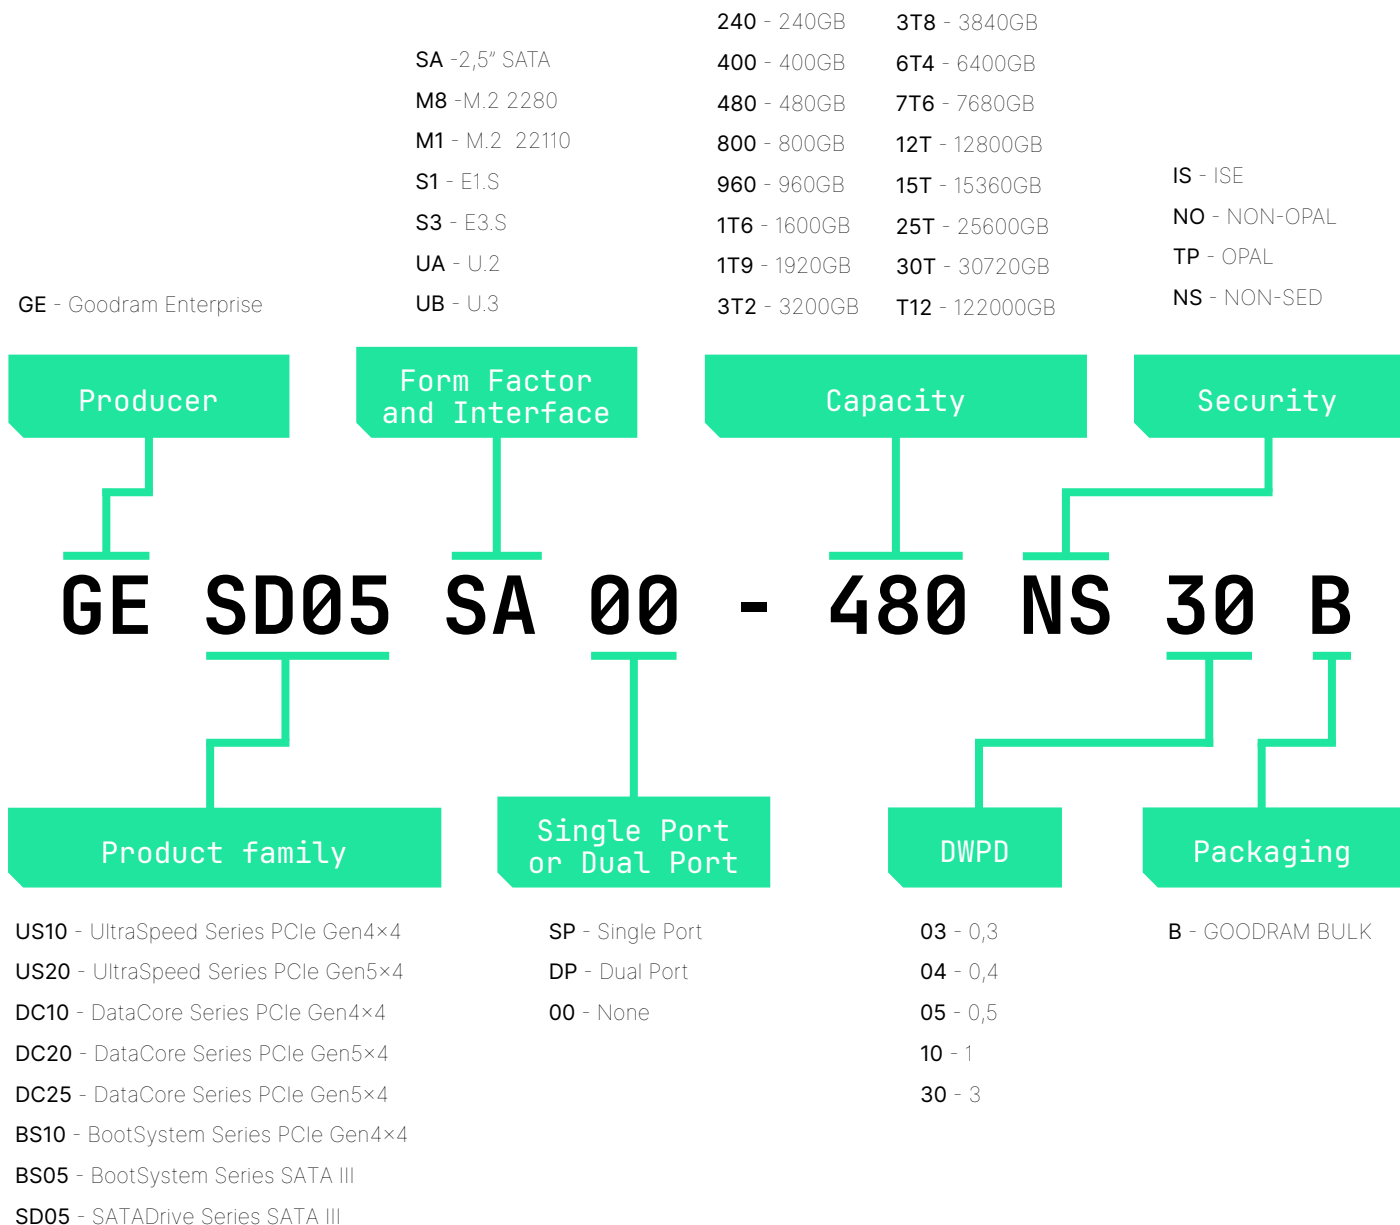 GE - Goodram Enterprise
SA -2,5" SATA
M8 -M.2 2280
M1 - M.2  22110
S1 - E1.S
S3 - E3.S
UA - U.2
UB - U.3
240 - 240GB
400 - 400GB
480 - 480GB
800 - 800GB
960 - 960GB
1T6 - 1600GB
1T9 - 1920GB
3T2 - 3200GB
3T8 - 3840GB
6T4 - 6400GB
7T6 - 7680GB
12T - 12800GB
15T - 15360GB
25T - 25600GB
30T - 30720GB
T12 - 122000GB
IS - ISE
NO - NON-OPAL
TP - OPAL
NS - NON-SED
Producer
Form Factor
and Interface
Capacity
Security
GE SD05 SA 00 - 480 NS 30 B
Product family
Single Port
or Dual Port
DWPD
Packaging
US10 - UltraSpeed Series PCIe Gen4×4
US20 - UltraSpeed Series PCIe Gen5×4
DC10 - DataCore Series PCIe Gen4×4
DC20 - DataCore Series PCIe Gen5×4
DC25 - DataCore Series PCIe Gen5×4
BS10 - BootSystem Series PCIe Gen4×4
BS05 - BootSystem Series SATA III
SD05 - SATADrive Series SATA III
SP - Single Port
DP - Dual Port
00 - None
03 - 0,3
04 - 0,4
05 - 0,5
10 - 1
30 - 3
B - GOODRAM BULK